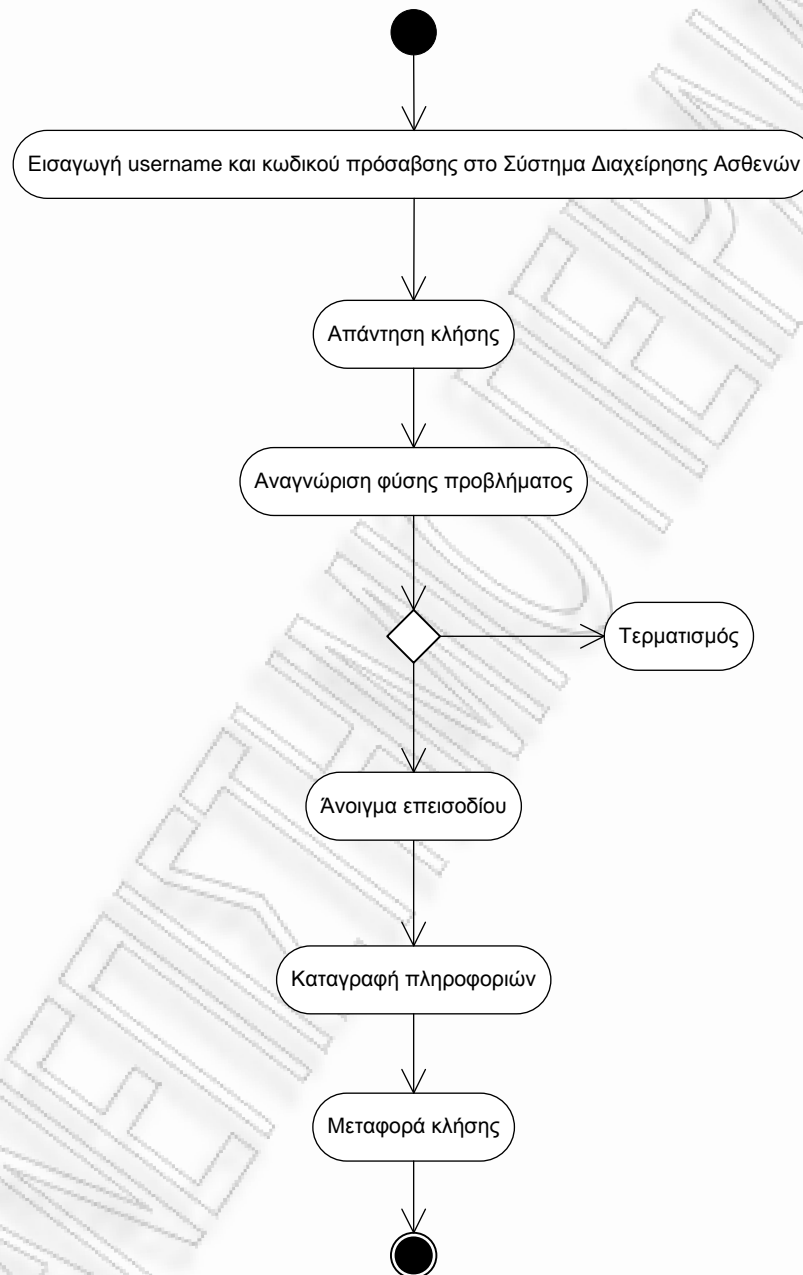 Εισαγωγή username και κωδικού πρόσαβσης στο Σύστημα Διαχείρησης Ασθενών
Απάντηση κλήσης
Αναγνώριση φύσης προβλήματος
Τερματισμός
Άνοιγμα επεισοδίου
Καταγραφή πληροφοριών
Μεταφορά κλήσης